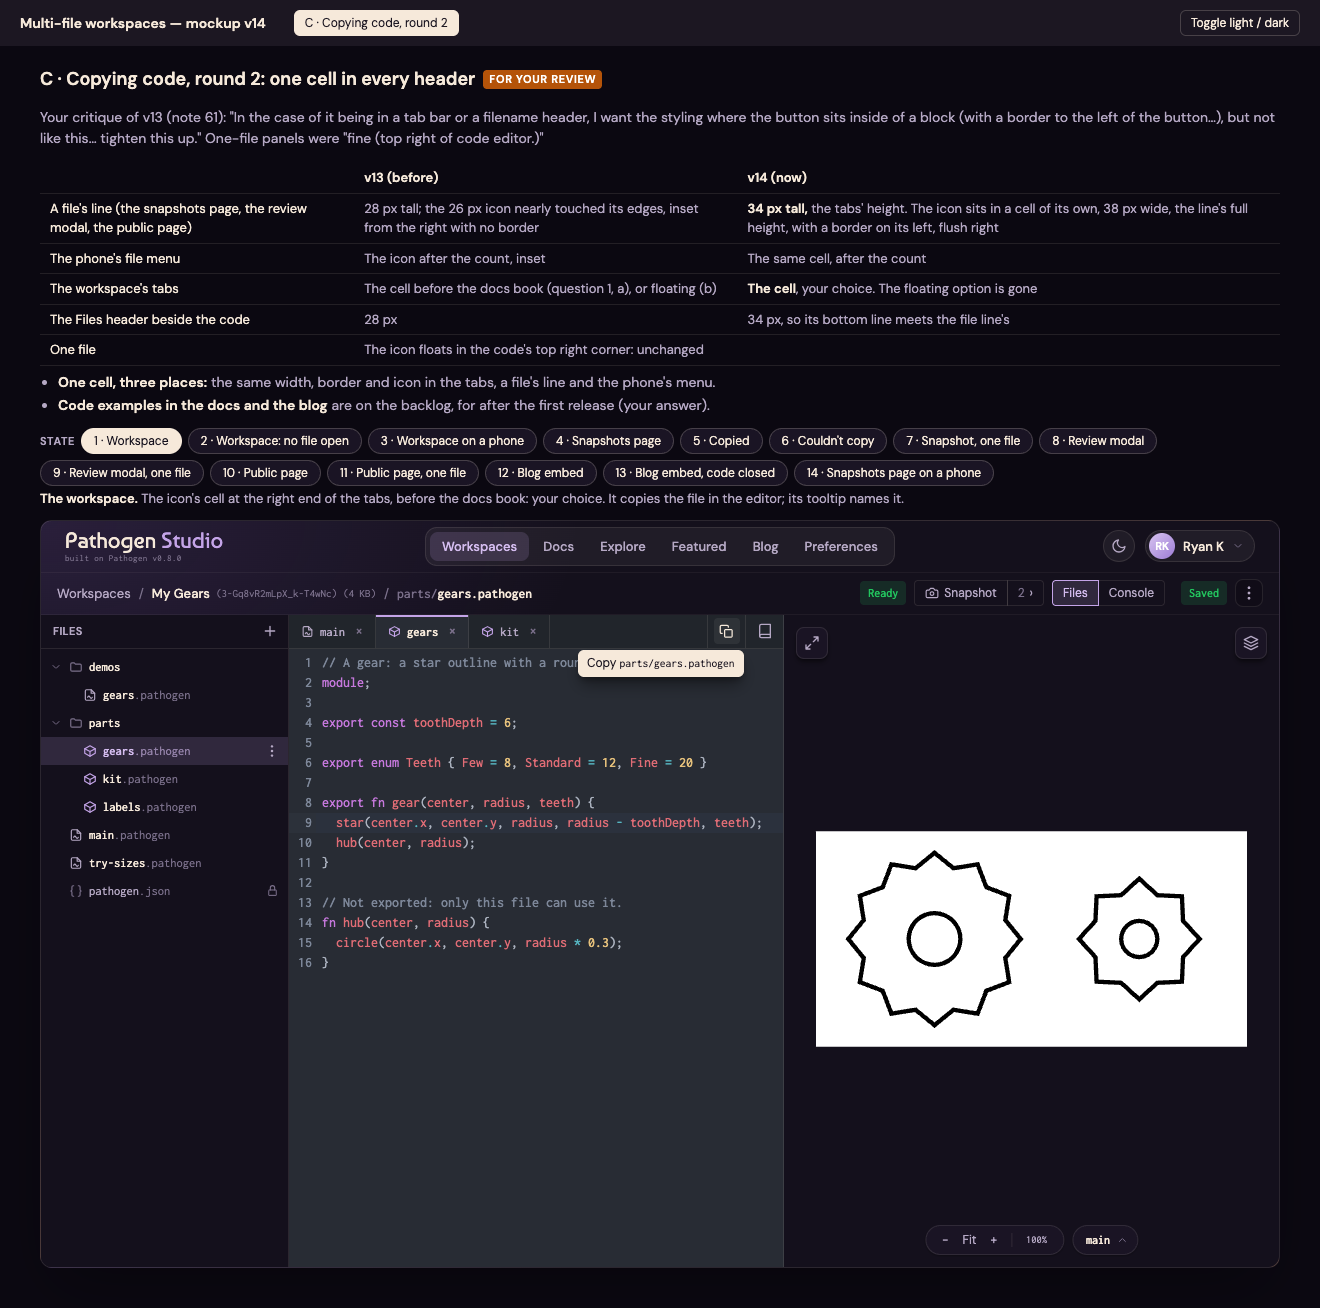 Multi-file workspaces — mockup v14
C · Copying code, round 2
Toggle light / dark
C · Copying code, round 2: one cell in every header
FOR YOUR REVIEW
Your critique of v13 (note 61): "In the case of it being in a tab bar or a filename header, I want the styling where the button sits inside of a block (with a border to the left of the button...), but not
like this... tighten this up." One-file panels were "fine (top right of code editor.)"
v13 (before)
v14 (now)
A file's line (the snapshots page, the review
modal, the public page)
28 px tall; the 26 px icon nearly touched its edges, inset
from the right with no border
34 px tall, the tabs' height. The icon sits in a cell of its own, 38 px wide, the line's full
height, with a border on its left, flush right
The phone's file menu
The icon after the count, inset
The same cell, after the count
The workspace's tabs
The cell before the docs book (question 1, a), or floating (b)
The cell, your choice. The floating option is gone
The Files header beside the code
28 px
34 px, so its bottom line meets the file line's
One file
The icon floats in the code's top right corner: unchanged
• One cell, three places: the same width, border and icon in the tabs, a file's line and the phone's menu.
• Code examples in the docs and the blog are on the backlog, for after the first release (your answer).
STATE
1 · Workspace
2 · Workspace: no file open
3 · Workspace on a phone
4 · Snapshots page
5 · Copied
6 · Couldn't copy
7 · Snapshot, one file
8 · Review modal
9 · Review modal, one file
10 · Public page
11 · Public page, one file
12 · Blog embed
13 · Blog embed, code closed
14 · Snapshots page on a phone
The workspace. The icon's cell at the right end of the tabs, before the docs book: your choice. It copies the file in the editor; its tooltip names it.
Pathogen Studio
built on Pathogen v0.8.0
Workspaces
Docs
Explore
Featured
Blog
Preferences
RK
Ryan K
Workspaces / My Gears (3-Gq8vR2mLpX_k-T4wNc) (4 KB) / parts/gears.pathogen
Ready
Snapshot
2 ›
Files
Console
Saved
FILES
+
main ×
gears ×
kit ×
Copy parts/gears.pathogen
demos
gears.pathogen
parts
gears.pathogen
kit.pathogen
labels.pathogen
main.pathogen
try-sizes.pathogen
{} pathogen.json
1 // A gear: a star outline with a rour
2 module;
3
4 export const toothDepth = 6;
5
6 export enum Teeth { Few = 8, Standard = 12, Fine = 20 }
7
8 export fn gear(center, radius, teeth) {
9 star(center.x, center.y, radius, radius - toothDepth, teeth);
10 hub(center, radius);
11 }
12
13 // Not exported: only this file can use it.
14 fn hub(center, radius) {
15 circle(center.x, center.y, radius * 0.3);
16 }
− Fit + 100%
main